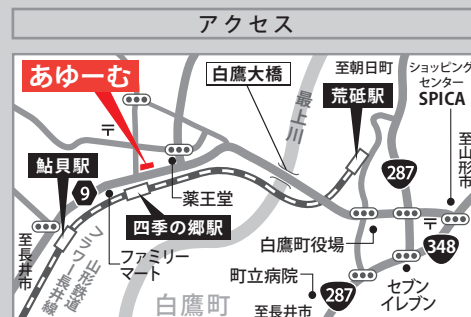 アクセス
あゆーむ
白鷹大橋
至朝日町
ショッピング
センター
SPICA
荒砥駅
最上川
〒
至山形市
鮎貝駅
9
薬王堂
287
四季の郷駅
〒
白鷹町役場
348
至長井市
フラワー長井線
山形鉄道
ファミリー
マート
町立病院
セブン
イレブン
白鷹町
至長井市
287